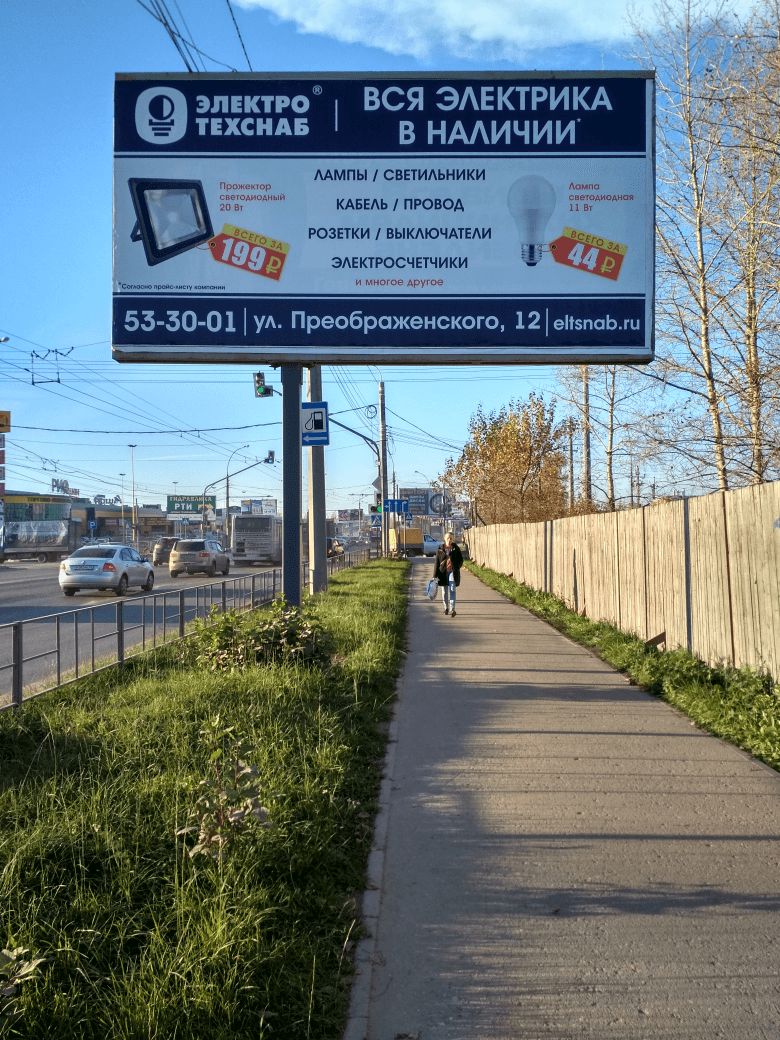 ЭЛЕКТРО®
ТЕХСНАБ
ВСЯ ЭЛЕКТРИКА
В НАЛИЧИИ*
Прожектор
светодиодный
20 Вт
ВСЕГО ЗА
199₽
ЛАМПЫ / СВЕТИЛЬНИКИ
КАБЕЛЬ / ПРОВОД
РОЗЕТКИ / ВЫКЛЮЧАТЕЛИ
ЭЛЕКТРОСЧЕТЧИКИ
и многое другое
Лампа
светодиодная
11 Вт
ВСЕГО ЗА
44₽
*Согласно прайс-листу компании
53-30-01 | ул. Преображенского, 12 | eltsnab.ru
ГИДРАВЛИКА
РТИ